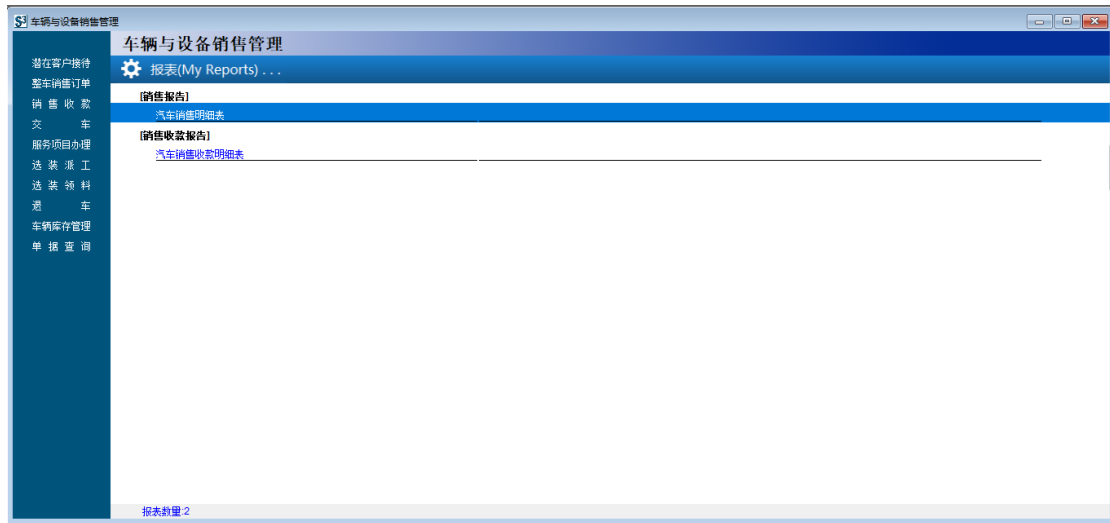 车辆与设备销售管理
车辆与设备销售管理
报表(My Reports) . . .
潜在客户接待
整车销售订单
销 售 收 款
交 车
服务项目办理
选 装 派 工
选 装 领 料
退 车
车辆库存管理
单 据 查 询
[销售报告]
汽车销售明细表
[销售收款报告]
汽车销售收款明细表
报表数量:2